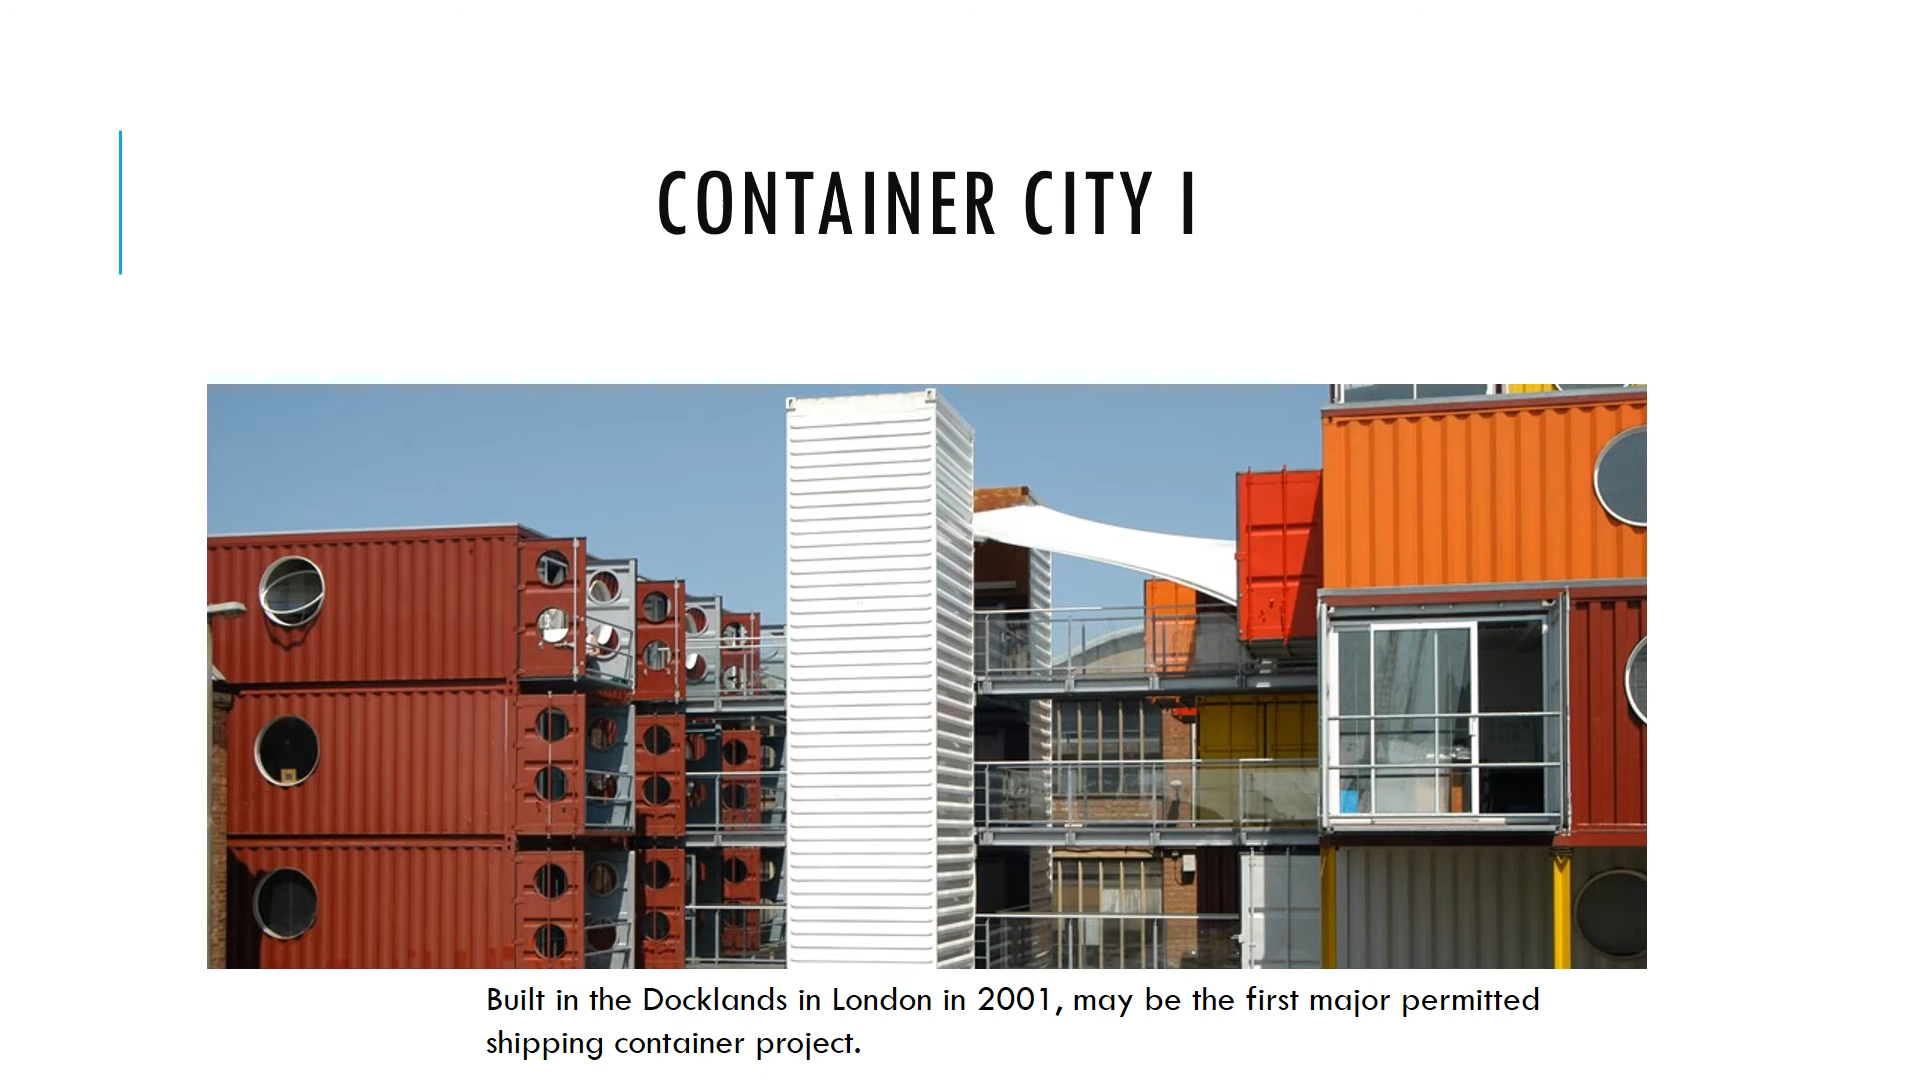 CONTAINER CITY I
Built in the Docklands in London in 2001, may be the first major permitted
shipping container project.